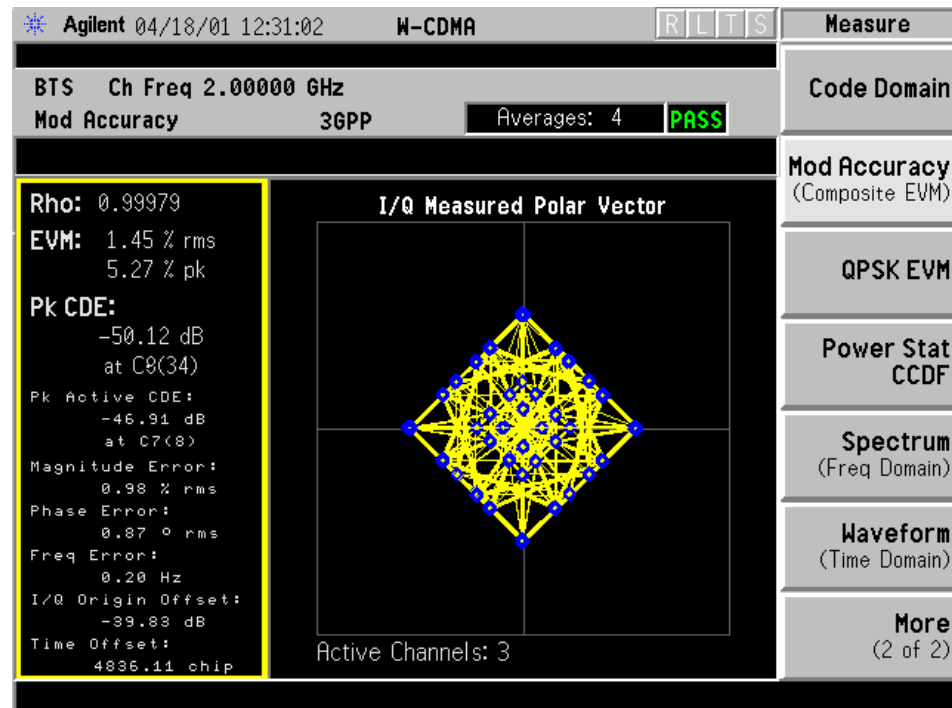 Agilent 04/18/01 12:31:02 W-CDMA R L T S
Measure
BTS Ch Freq 2.00000 GHz
Mod Accuracy 3GPP Averages: 4 PASS
Rho: 0.99979
EVM: 1.45 % rms
5.27 % pk
Pk CDE:
-50.12 dB
at C8(34)
Pk Active CDE:
-46.91 dB
at C7(8)
Magnitude Error:
0.98 % rms
Phase Error:
0.87 º rms
Freq Error:
0.20 Hz
I/Q Origin Offset:
-39.83 dB
Time Offset:
4836.11 chip
I/Q Measured Polar Vector
Active Channels: 3
Code Domain
Mod Accuracy
(Composite EVM)
QPSK EVM
Power Stat
CCDF
Spectrum
(Freq Domain)
Waveform
(Time Domain)
More
(2 of 2)